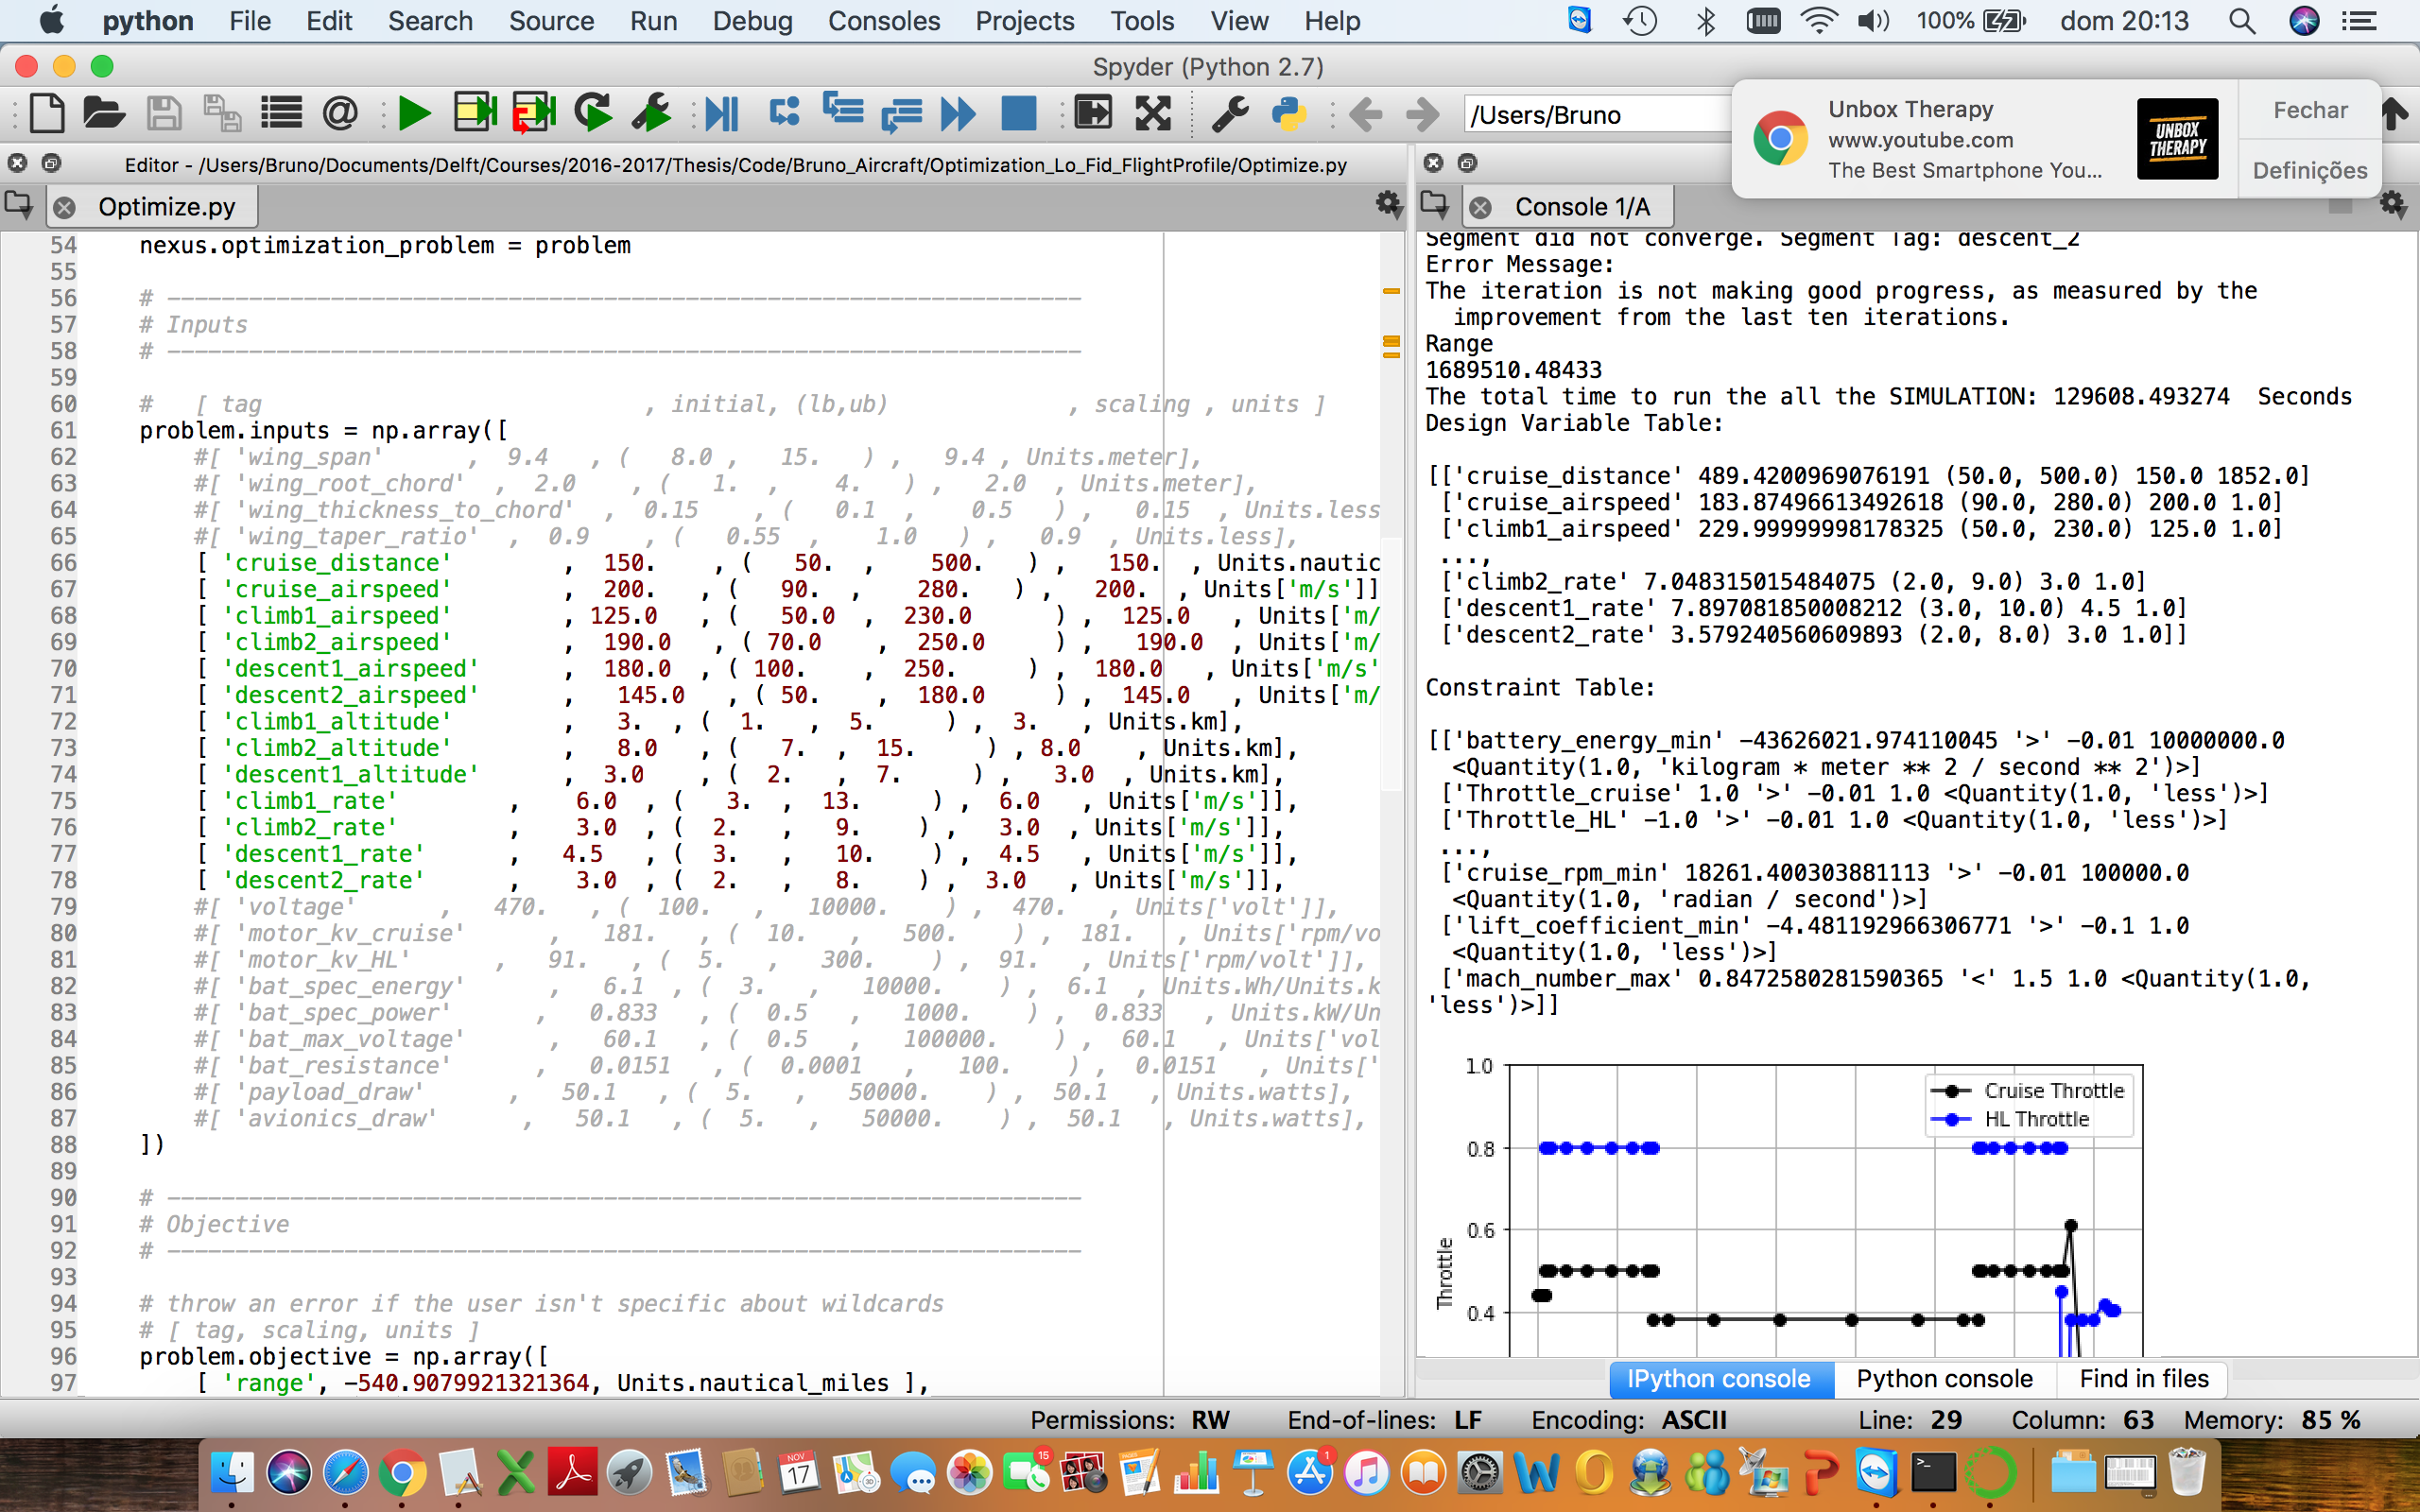 python File Edit Search Source Run Debug Consoles Projects Tools View Help 100% dom 20:13
Spyder (Python 2.7)
/Users/Bruno
Unbox Therapy
www.youtube.com
The Best Smartphone You...
UNBOX THERAPY
Fechar
Definições
Editor - /Users/Bruno/Documents/Delft/Courses/2016-2017/Thesis/Code/Bruno_Aircraft/Optimization_Lo_Fid_FlightProfile/Optimize.py
Optimize.py
54 nexus.optimization_problem = problem
55
56 # -------------------------------------------------------------------
57 # Inputs
58 # -------------------------------------------------------------------
59
60 # [ tag , initial, (lb,ub) , scaling , units ]
61 problem.inputs = np.array([
62 #[ 'wing_span' , 9.4 , ( 8.0 , 15. ) , 9.4 , Units.meter],
63 #[ 'wing_root_chord' , 2.0 , ( 1. , 4. ) , 2.0 , Units.meter],
64 #[ 'wing_thickness_to_chord' , 0.15 , ( 0.1 , 0.5 ) , 0.15 , Units.less
65 #[ 'wing_taper_ratio' , 0.9 , ( 0.55 , 1.0 ) , 0.9 , Units.less],
66 [ 'cruise_distance' , 150. , ( 50. , 500. ) , 150. , Units.nautic
67 [ 'cruise_airspeed' , 200. , ( 90. , 280. ) , 200. , Units['m/s']]
68 [ 'climb1_airspeed' , 125.0 , ( 50.0 , 230.0 ) , 125.0 , Units['m/
69 [ 'climb2_airspeed' , 190.0 , ( 70.0 , 250.0 ) , 190.0 , Units['m/
70 [ 'descent1_airspeed' , 180.0 , ( 100. , 250. ) , 180.0 , Units['m/s'
71 [ 'descent2_airspeed' , 145.0 , ( 50. , 180.0 ) , 145.0 , Units['m/
72 [ 'climb1_altitude' , 3. , ( 1. , 5. ) , 3. , Units.km],
73 [ 'climb2_altitude' , 8.0 , ( 7. , 15. ) , 8.0 , Units.km],
74 [ 'descent1_altitude' , 3.0 , ( 2. , 7. ) , 3.0 , Units.km],
75 [ 'climb1_rate' , 6.0 , ( 3. , 13. ) , 6.0 , Units['m/s']],
76 [ 'climb2_rate' , 3.0 , ( 2. , 9. ) , 3.0 , Units['m/s']],
77 [ 'descent1_rate' , 4.5 , ( 3. , 10. ) , 4.5 , Units['m/s']],
78 [ 'descent2_rate' , 3.0 , ( 2. , 8. ) , 3.0 , Units['m/s']],
79 #[ 'voltage' , 470. , ( 100. , 10000. ) , 470. , Units['volt']],
80 #[ 'motor_kv_cruise' , 181. , ( 10. , 500. ) , 181. , Units['rpm/vo
81 #[ 'motor_kv_HL' , 91. , ( 5. , 300. ) , 91. , Units['rpm/volt']],
82 #[ 'bat_spec_energy' , 6.1 , ( 3. , 10000. ) , 6.1 , Units.Wh/Units.k
83 #[ 'bat_spec_power' , 0.833 , ( 0.5 , 1000. ) , 0.833 , Units.kW/Un
84 #[ 'bat_max_voltage' , 60.1 , ( 0.5 , 100000. ) , 60.1 , Units['vol
85 #[ 'bat_resistance' , 0.0151 , ( 0.0001 , 100. ) , 0.0151 , Units['
86 #[ 'payload_draw' , 50.1 , ( 5. , 50000. ) , 50.1 , Units.watts],
87 #[ 'avionics_draw' , 50.1 , ( 5. , 50000. ) , 50.1 , Units.watts],
88 ])
89
90 # -------------------------------------------------------------------
91 # Objective
92 # -------------------------------------------------------------------
93
94 # throw an error if the user isn't specific about wildcards
95 # [ tag, scaling, units ]
96 problem.objective = np.array([
97 [ 'range', -540.9079921321364, Units.nautical_miles ],
Console 1/A
Segment did not converge. Segment Tag: descent_2
Error Message:
The iteration is not making good progress, as measured by the
improvement from the last ten iterations.
Range
1689510.48433
The total time to run the all the SIMULATION: 129608.493274 Seconds
Design Variable Table:
[['cruise_distance' 489.4200969076191 (50.0, 500.0) 150.0 1852.0]
['cruise_airspeed' 183.87496613492618 (90.0, 280.0) 200.0 1.0]
['climb1_airspeed' 229.99999998178325 (50.0, 230.0) 125.0 1.0]
...,
['climb2_rate' 7.048315015484075 (2.0, 9.0) 3.0 1.0]
['descent1_rate' 7.897081850008212 (3.0, 10.0) 4.5 1.0]
['descent2_rate' 3.579240560609893 (2.0, 8.0) 3.0 1.0]]
Constraint Table:
[['battery_energy_min' -43626021.974110045 '>' -0.01 10000000.0
<Quantity(1.0, 'kilogram * meter ** 2 / second ** 2')>]
['Throttle_cruise' 1.0 '>' -0.01 1.0 <Quantity(1.0, 'less')>]
['Throttle_HL' -1.0 '>' -0.01 1.0 <Quantity(1.0, 'less')>]
...,
['cruise_rpm_min' 18261.400303881113 '>' -0.01 100000.0
<Quantity(1.0, 'radian / second')>]
['lift_coefficient_min' -4.481192966306771 '>' -0.1 1.0
<Quantity(1.0, 'less')>]
['mach_number_max' 0.8472580281590365 '<' 1.5 1.0 <Quantity(1.0,
'less')>]]
1.0
0.8
0.6
0.4
Throttle
Cruise Throttle
HL Throttle
IPython console Python console Find in files
Permissions: RW End-of-lines: LF Encoding: ASCII Line: 29 Column: 63 Memory: 85 %
NOV
17
15
1